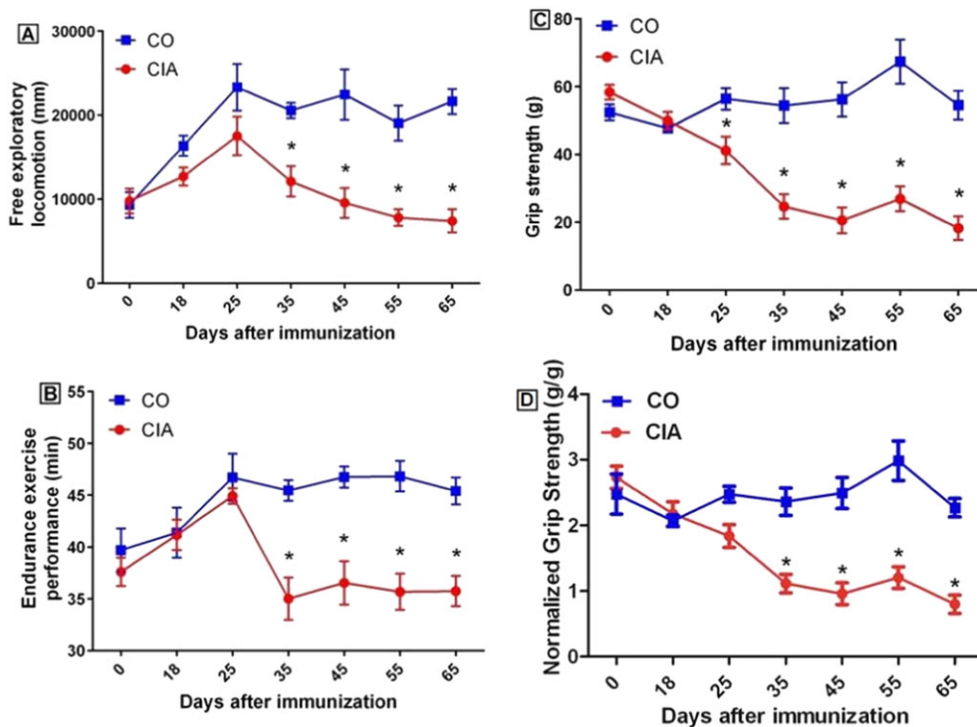 A
CO
CIA
Free exploratory
locomotion (mm)
30000
20000
10000
0
0 18 25 35 45 55 65
Days after immunization
* * * *
C
CO
CIA
Grip strength (g)
80
60
40
20
0
0 18 25 35 45 55 65
Days after immunization
* * * * *
B
CO
CIA
Endurance exercise
performance (min)
55
50
45
40
35
30
0 18 25 35 45 55 65
Days after immunization
* * * *
D
CO
CIA
Normalized Grip Strength (g/g)
4
3
2
1
0
0 18 25 35 45 55 65
Days after immunization
* * * *